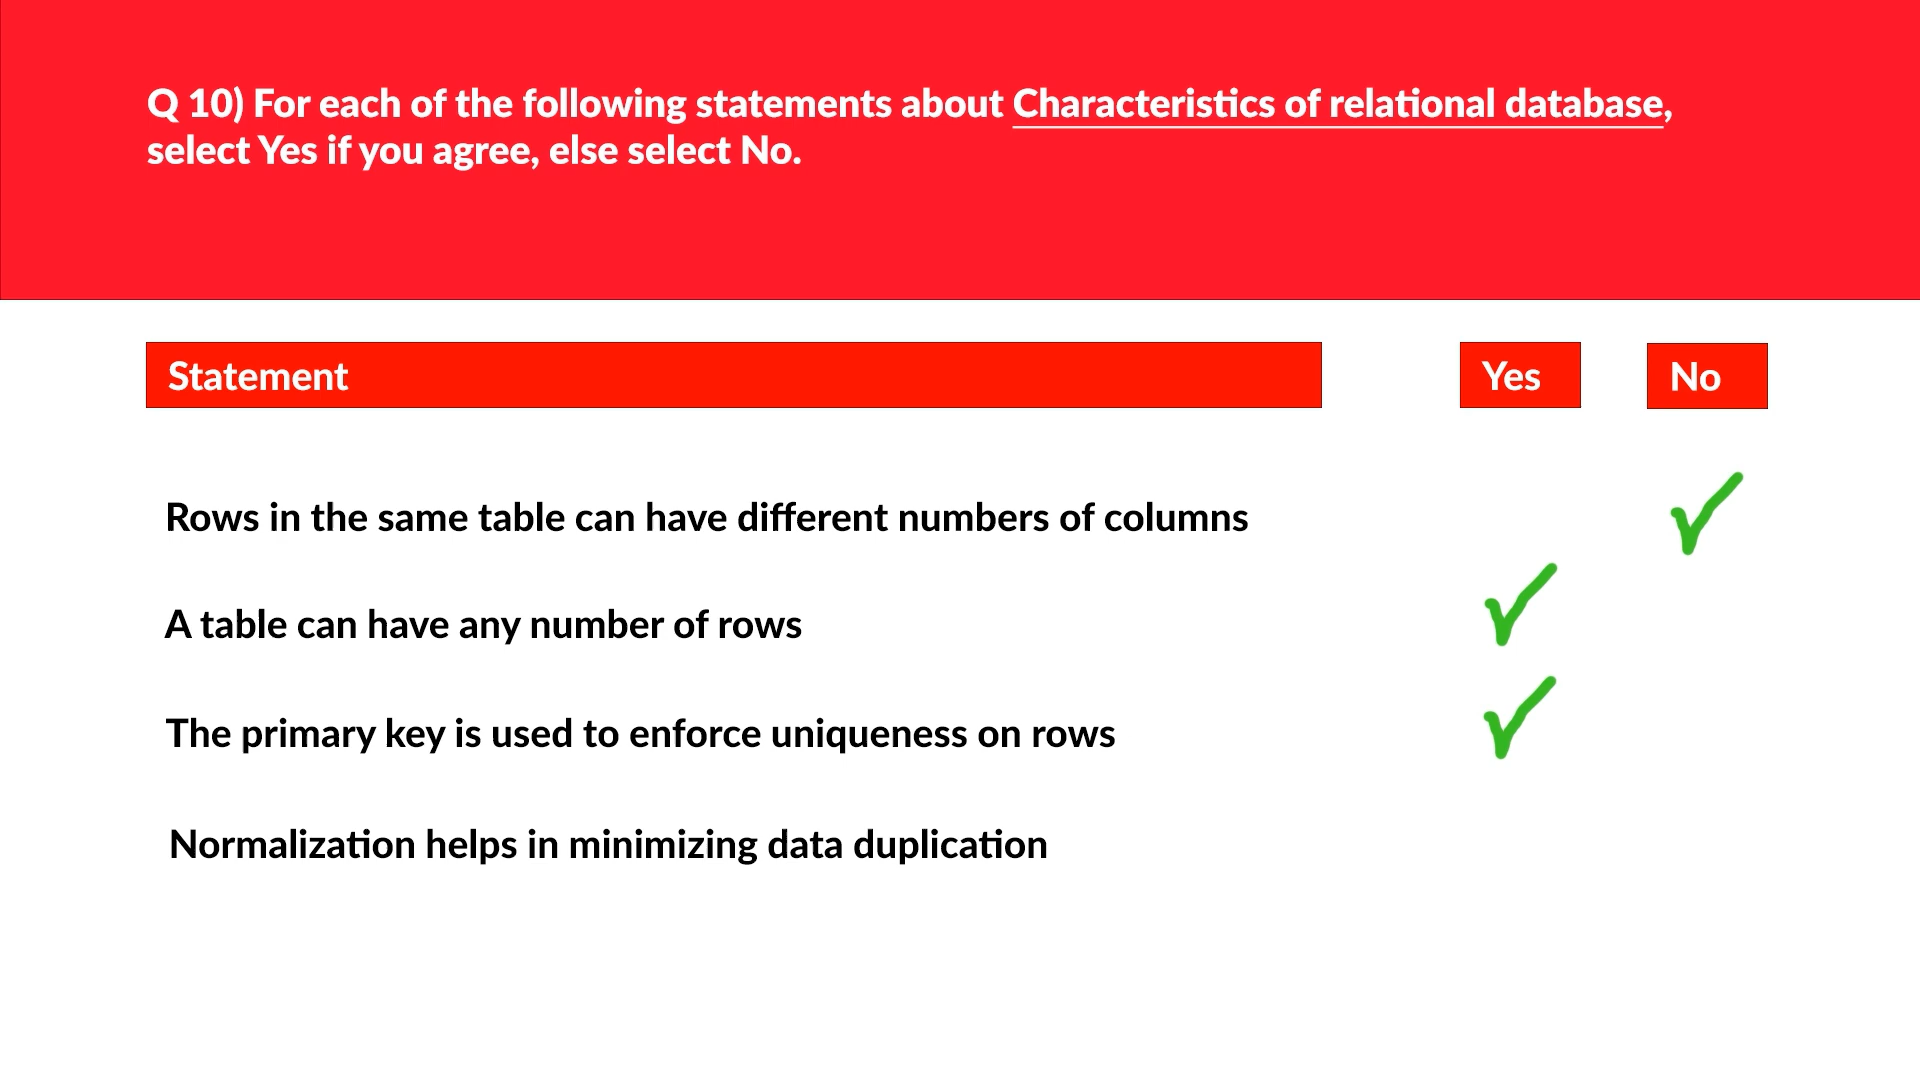 Q 10) For each of the following statements about Characteristics of relational database,
select Yes if you agree, else select No.
Statement
Yes
No
Rows in the same table can have different numbers of columns
A table can have any number of rows
The primary key is used to enforce uniqueness on rows
Normalization helps in minimizing data duplication